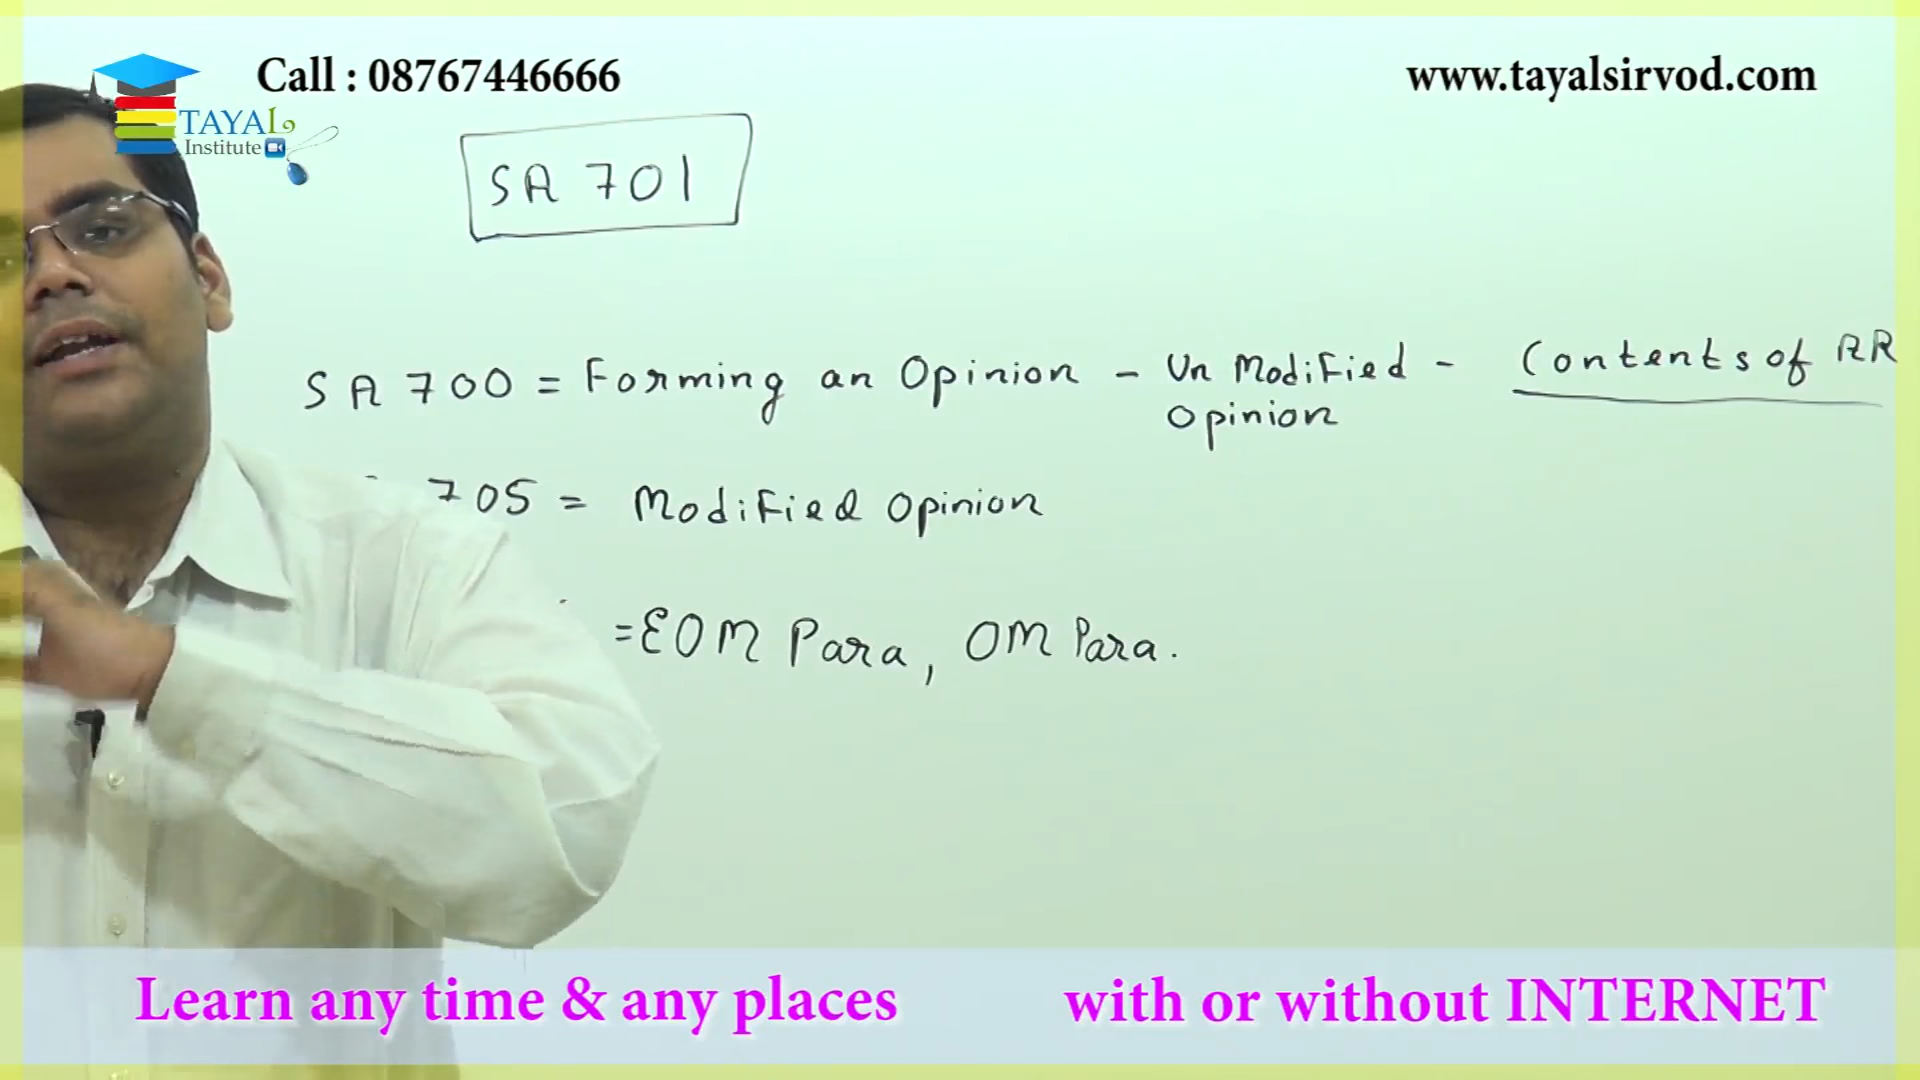 Call : 08767446666
www.tayalsirvod.com
TAYAL
Institute
SA 701
SA 700 = Forming an Opinion - Un Modified - Contents of AR
Opinion
705 = Modified Opinion
= EOM Para, OM Para.
Learn any time & any places with or without INTERNET